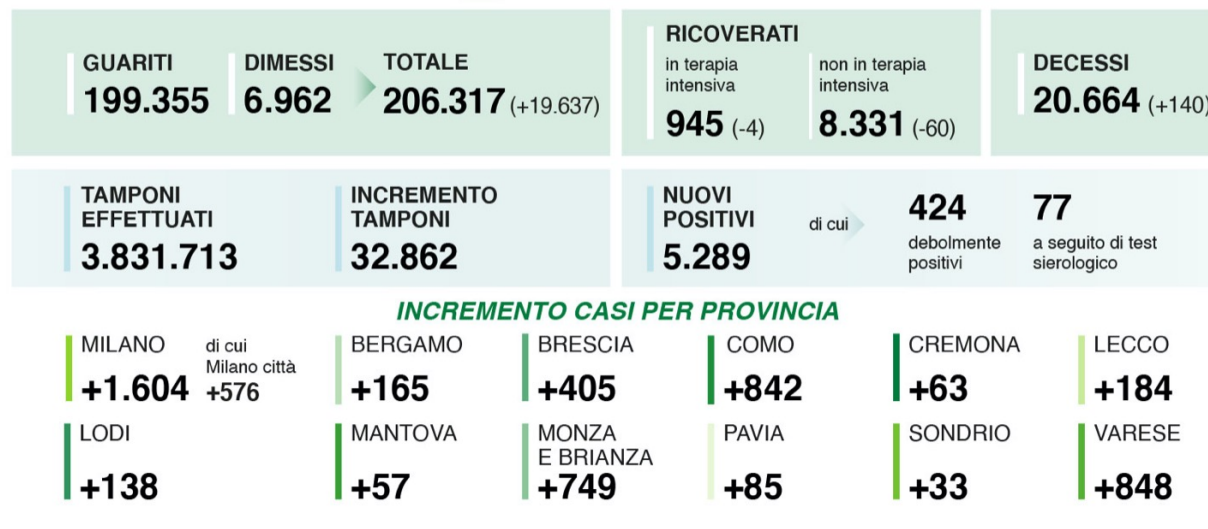 GUARITI
199.355
DIMESSI
6.962
TOTALE
206.317 (+19.637)
RICOVERATI
in terapia
intensiva
945 (-4)
non in terapia
intensiva
8.331 (-60)
DECESSI
20.664 (+140)
TAMPONI
EFFETTUATI
3.831.713
INCREMENTO
TAMPONI
32.862
NUOVI
POSITIVI
5.289
di cui
424
debolmente
positivi
77
a seguito di test
sierologico
INCREMENTO CASI PER PROVINCIA
MILANO
+1.604
di cui
Milano città
+576
BERGAMO
+165
BRESCIA
+405
COMO
+842
CREMONA
+63
LECCO
+184
LODI
+138
MANTOVA
+57
MONZA
E BRIANZA
+749
PAVIA
+85
SONDRIO
+33
VARESE
+848